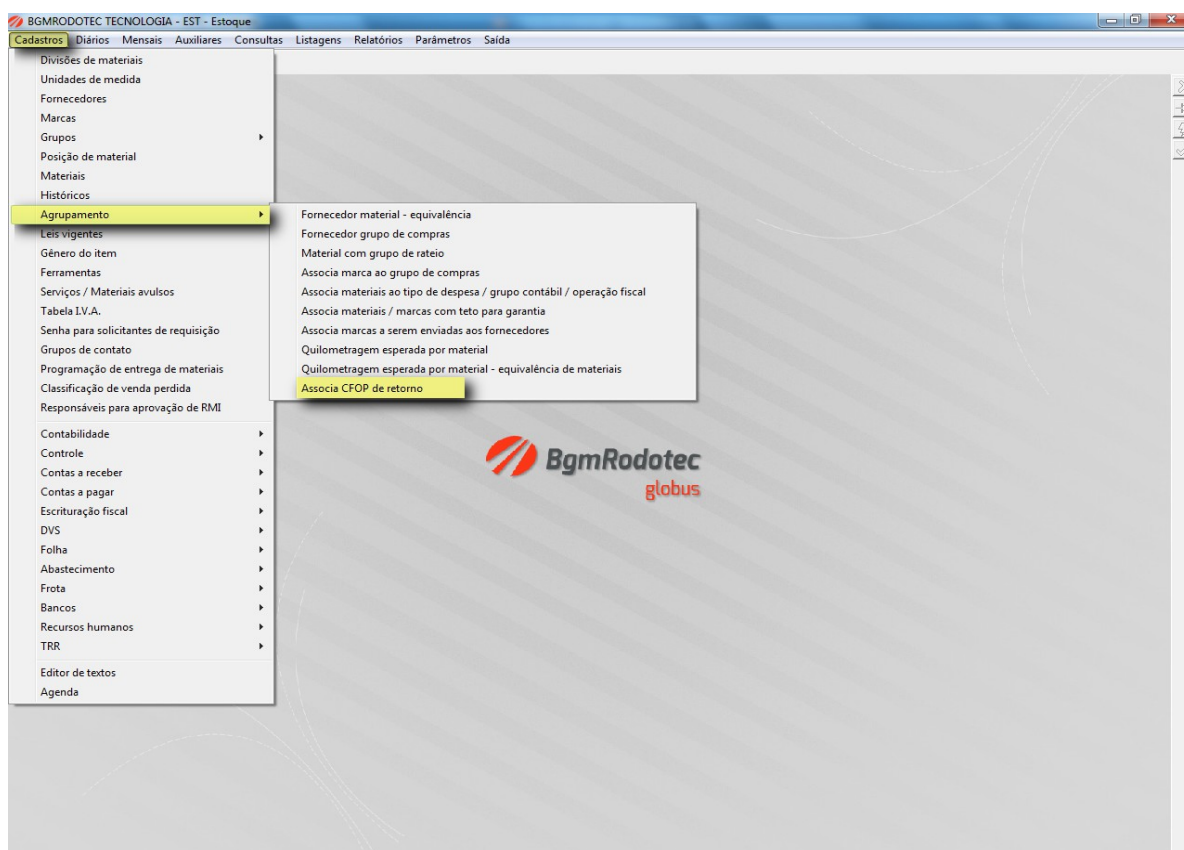 BGMRODOTEC TECNOLOGIA - EST - Estoque
Cadastros Diários Mensais Auxiliares Consultas Listagens Relatórios Parâmetros Saída
Divisões de materiais
Unidades de medida
Fornecedores
Marcas
Grupos
Posição de material
Materiais
Históricos
Agrupamento
Leis vigentes
Gênero do item
Ferramentas
Serviços / Materiais avulsos
Tabela I.V.A.
Senha para solicitantes de requisição
Grupos de contato
Programação de entrega de materiais
Classificação de venda perdida
Responsáveis para aprovação de RMI
Contabilidade
Controle
Contas a receber
Contas a pagar
Escrituração fiscal
DVS
Folha
Abastecimento
Frota
Bancos
Recursos humanos
TRR
Editor de textos
Agenda
Fornecedor material - equivalência
Fornecedor grupo de compras
Material com grupo de rateio
Associa marca ao grupo de compras
Associa materiais ao tipo de despesa / grupo contábil / operação fiscal
Associa materiais / marcas com teto para garantia
Associa marcas a serem enviadas aos fornecedores
Quilometragem esperada por material
Quilometragem esperada por material - equivalência de materiais
Associa CFOP de retorno
BgmRodotec
globus